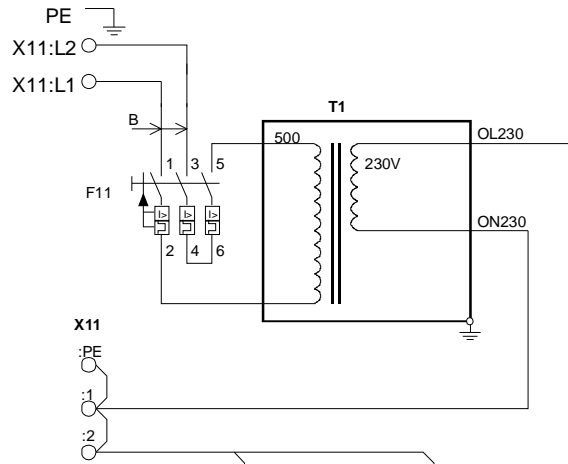 PE
X11:L2
X11:L1
B
T1
1 3 5
500
230V
OL230
F11
I> I> I>
2 4 6
ON230
X11
:PE
:1
:2